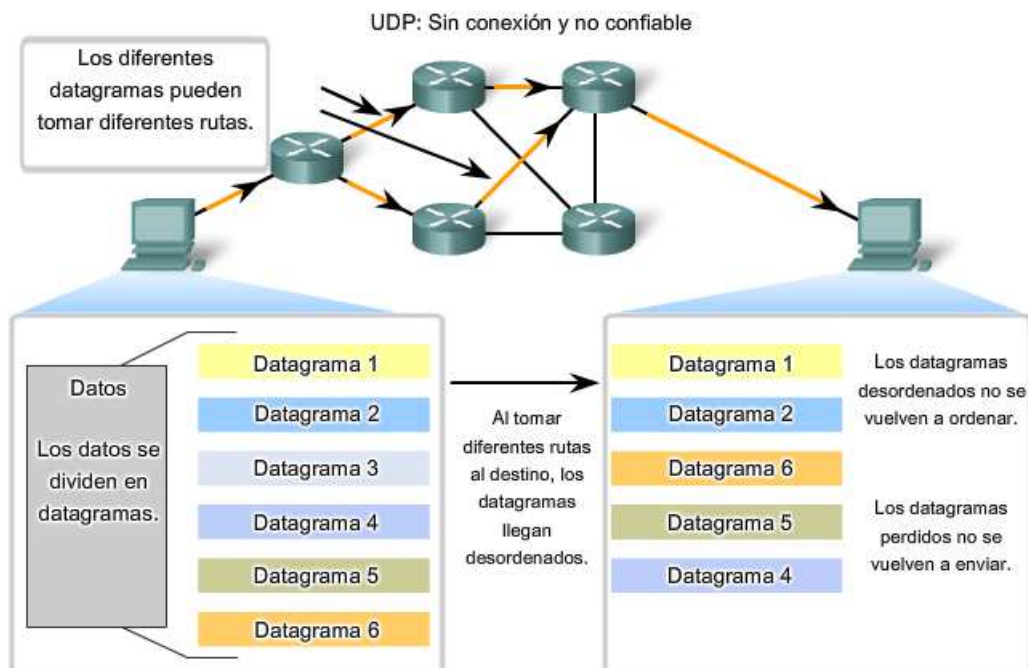 UDP: Sin conexión y no confiable
Los diferentes
datagramas pueden
tomar diferentes rutas.
Datos
Los datos se
dividen en
datagramas.
Datagrama 1
Datagrama 2
Datagrama 3
Datagrama 4
Datagrama 5
Datagrama 6
Al tomar
diferentes rutas
al destino, los
datagramas
llegan
desordenados.
Datagrama 1
Datagrama 2
Datagrama 6
Datagrama 5
Datagrama 4
Los datagramas
desordenados no se
vuelven a ordenar.
Los datagramas
perdidos no se
vuelven a enviar.